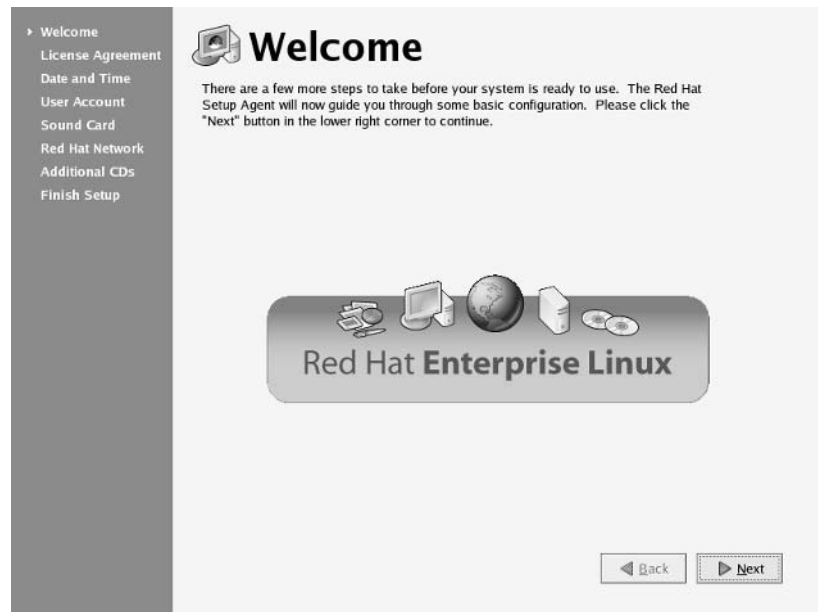 Welcome
License Agreement
Date and Time
User Account
Sound Card
Red Hat Network
Additional CDs
Finish Setup
Welcome
There are a few more steps to take before your system is ready to use.  The Red Hat
Setup Agent will now guide you through some basic configuration.  Please click the
"Next" button in the lower right corner to continue.
Red Hat Enterprise Linux
Back
Next